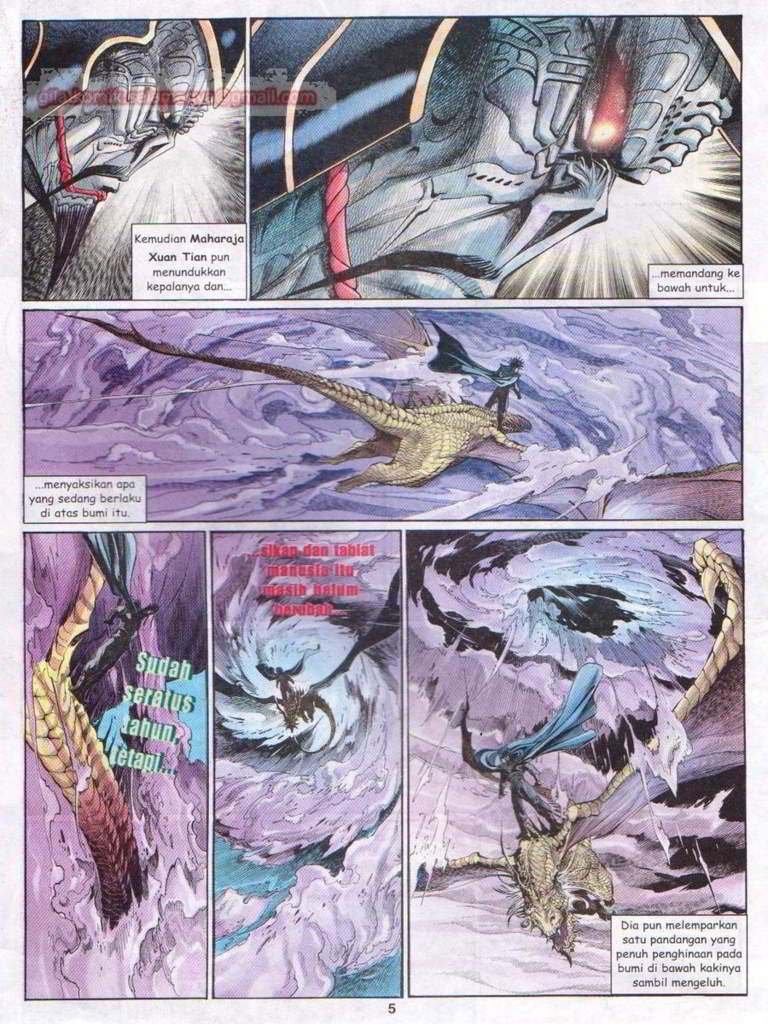 Kemudian Maharaja
Xuan Tian pun
menundukkan
kepalanya dan...
...memandang ke
bawah untuk...
...menyaksikan apa
yang sedang berlaku
di atas bumi itu.
Sudah
seratus
tahun,
tetapi...
...sikap dan tabiat
manusia itu
masih belum
berubah...
Dia pun melemparkan
satu pandangan yang
penuh penghinaan pada
bumi di bawah kakinya
sambil mengeluh.
5